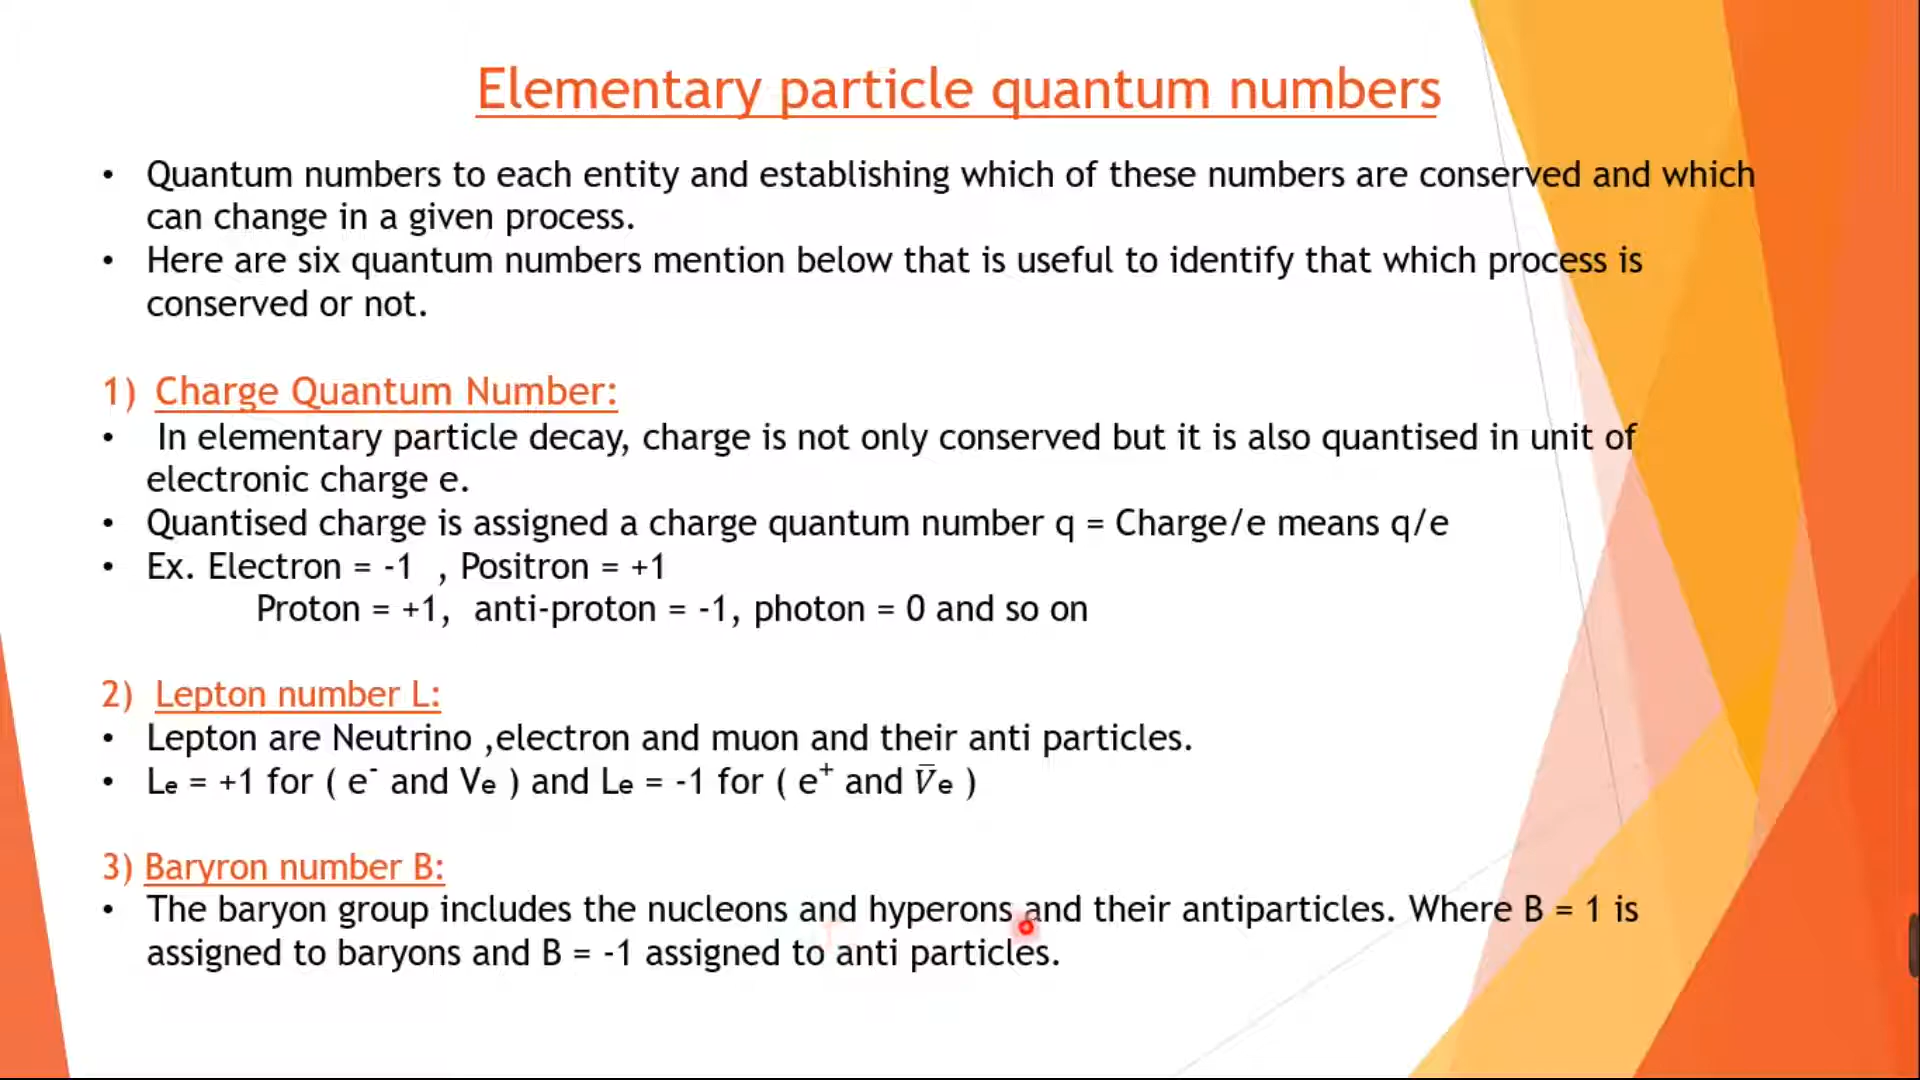 Elementary particle quantum numbers
• Quantum numbers to each entity and establishing which of these numbers are conserved and which
can change in a given process.
• Here are six quantum numbers mention below that is useful to identify that which process is
conserved or not.
1) Charge Quantum Number:
• In elementary particle decay, charge is not only conserved but it is also quantised in unit of
electronic charge e.
• Quantised charge is assigned a charge quantum number q = Charge/e means q/e
• Ex. Electron = -1 , Positron = +1
Proton = +1, anti-proton = -1, photon = 0 and so on
2) Lepton number L:
• Lepton are Neutrino ,electron and muon and their anti particles.
• Le = +1 for ( e⁻ and Ve ) and Le = -1 for ( e⁺ and V̅e )
3) Baryron number B:
• The baryon group includes the nucleons and hyperons and their antiparticles. Where B = 1 is
assigned to baryons and B = -1 assigned to anti particles.